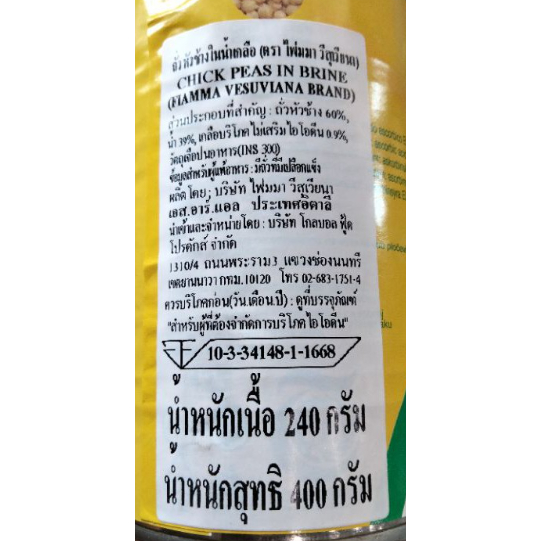 ถั่วหัวช้างในน้ำเกลือ (ตรา ไฟมมา วีสุเวียนา)
CHICK PEAS IN BRINE
(FIAMMA VESUVIANA BRAND)
ส่วนประกอบที่สำคัญ : ถั่วหัวช้าง 60%,
น้ำ 39%, เกลือบริโภคไม่เสริมไอโอดีน 0.9%,
วัตถุเจือปนอาหาร(INS 300)
ข้อมูลสำหรับผู้แพ้อาหาร : มีถั่วที่มีเปลือกแข็ง
ผลิตโดย : บริษัท ไฟมมา วีสุเวียนา
เอส.อาร์.แอล ประเทศอิตาลี
นำเข้าและจำหน่ายโดย : บริษัท โกลบอล ฟู้ด
โปรดักส์ จำกัด
1310/4 ถนนพระราม3 แขวงช่องนนทรี
เขตยานนาวา กทม.10120 โทร 02-683-1751-4
ควรบริโภคก่อน(วัน.เดือน.ปี) : ดูที่บรรจุภัณฑ์
"สำหรับผู้ที่ต้องจำกัดการบริโภคไอโอดีน"
10-3-34148-1-1668
น้ำหนักเนื้อ 240 กรัม
น้ำหนักสุทธิ 400 กรัม